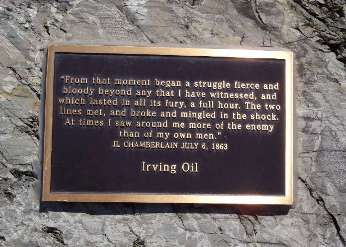 "From that moment began a struggle fierce and
bloody beyond any that I have witnessed, and
which lasted in all its fury, a full hour. The two
lines met, and broke and mingled in the shock.
At times I saw around me more of the enemy
than of my own men."
JL CHAMBERLAIN JULY 6, 1863
Irving Oil